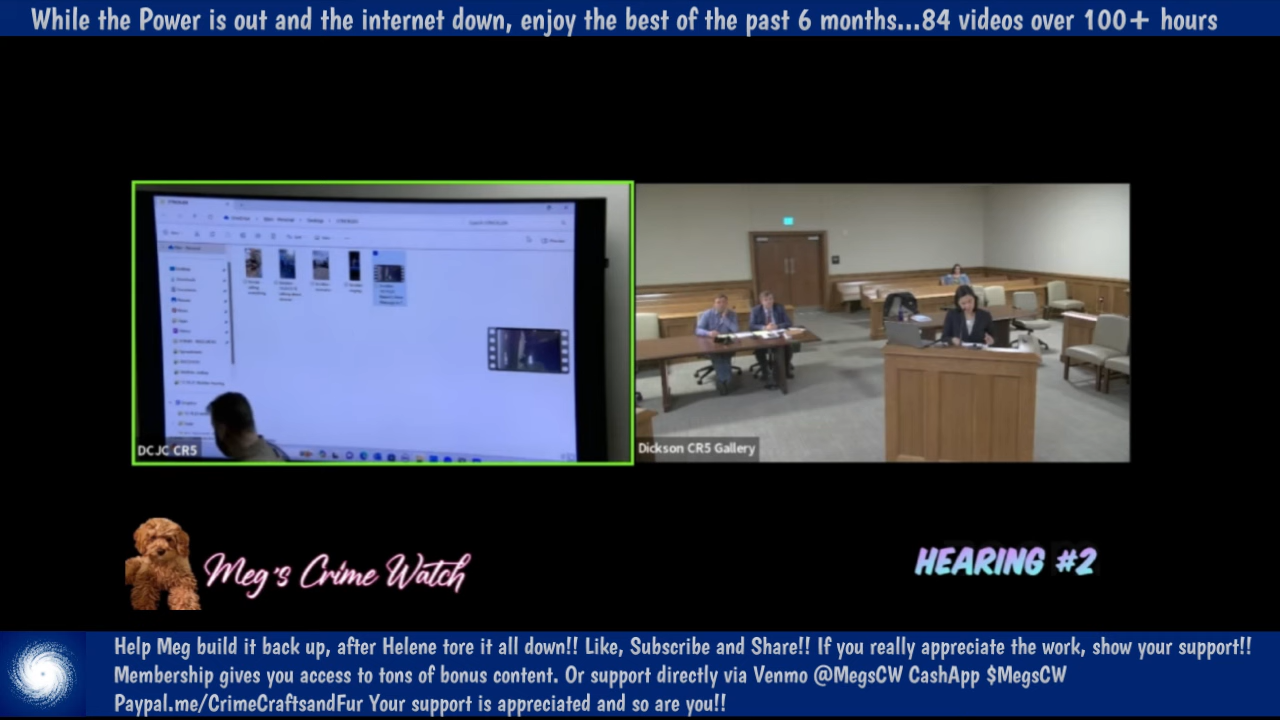 While the Power is out and the internet down, enjoy the best of the past 6 months...84 videos over 100+ hours
DCJC CR5
Dickson CR5 Gallery
Meg's Crime Watch
HEARING #2
Help Meg build it back up, after Helene tore it all down!! Like, Subscribe and Share!! If you really appreciate the work, show your support!!
Membership gives you access to tons of bonus content. Or support directly via Venmo @MegsCW CashApp $MegsCW
Paypal.me/CrimeCraftsandFur Your support is appreciated and so are you!!